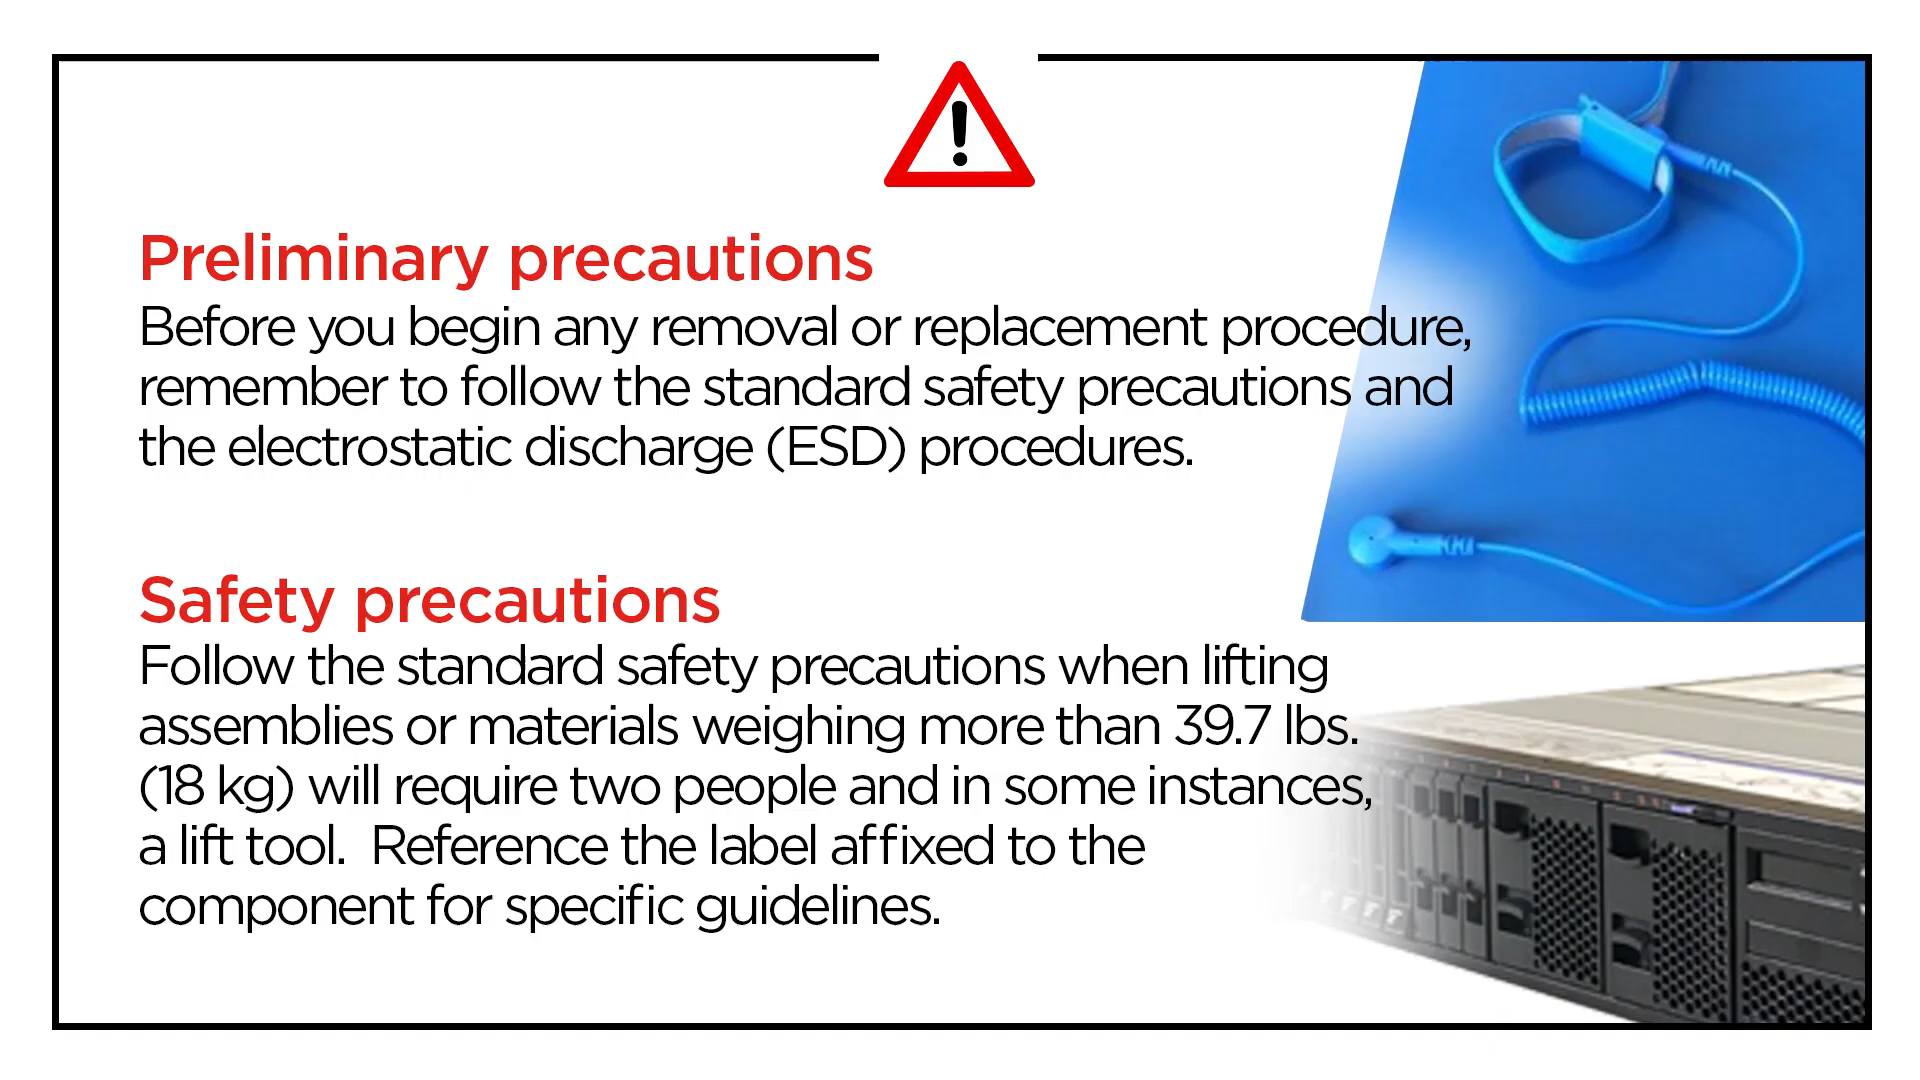 Preliminary precautions
Before you begin any removal or replacement procedure,
remember to follow the standard safety precautions and
the electrostatic discharge (ESD) procedures.
Safety precautions
Follow the standard safety precautions when lifting
assemblies or materials weighing more than 39.7 lbs.
(18 kg) will require two people and in some instances,
a lift tool.  Reference the label affixed to the
component for specific guidelines.